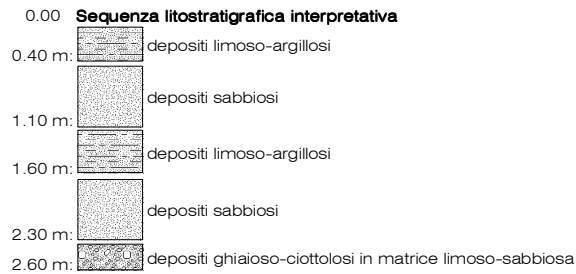 0.00 Sequenza litostratigrafica interpretativa
depositi limoso-argillosi
0.40 m:
depositi sabbiosi
1.10 m:
depositi limoso-argillosi
1.60 m:
depositi sabbiosi
2.30 m:
depositi ghiaioso-ciottolosi in matrice limoso-sabbiosa
2.60 m: